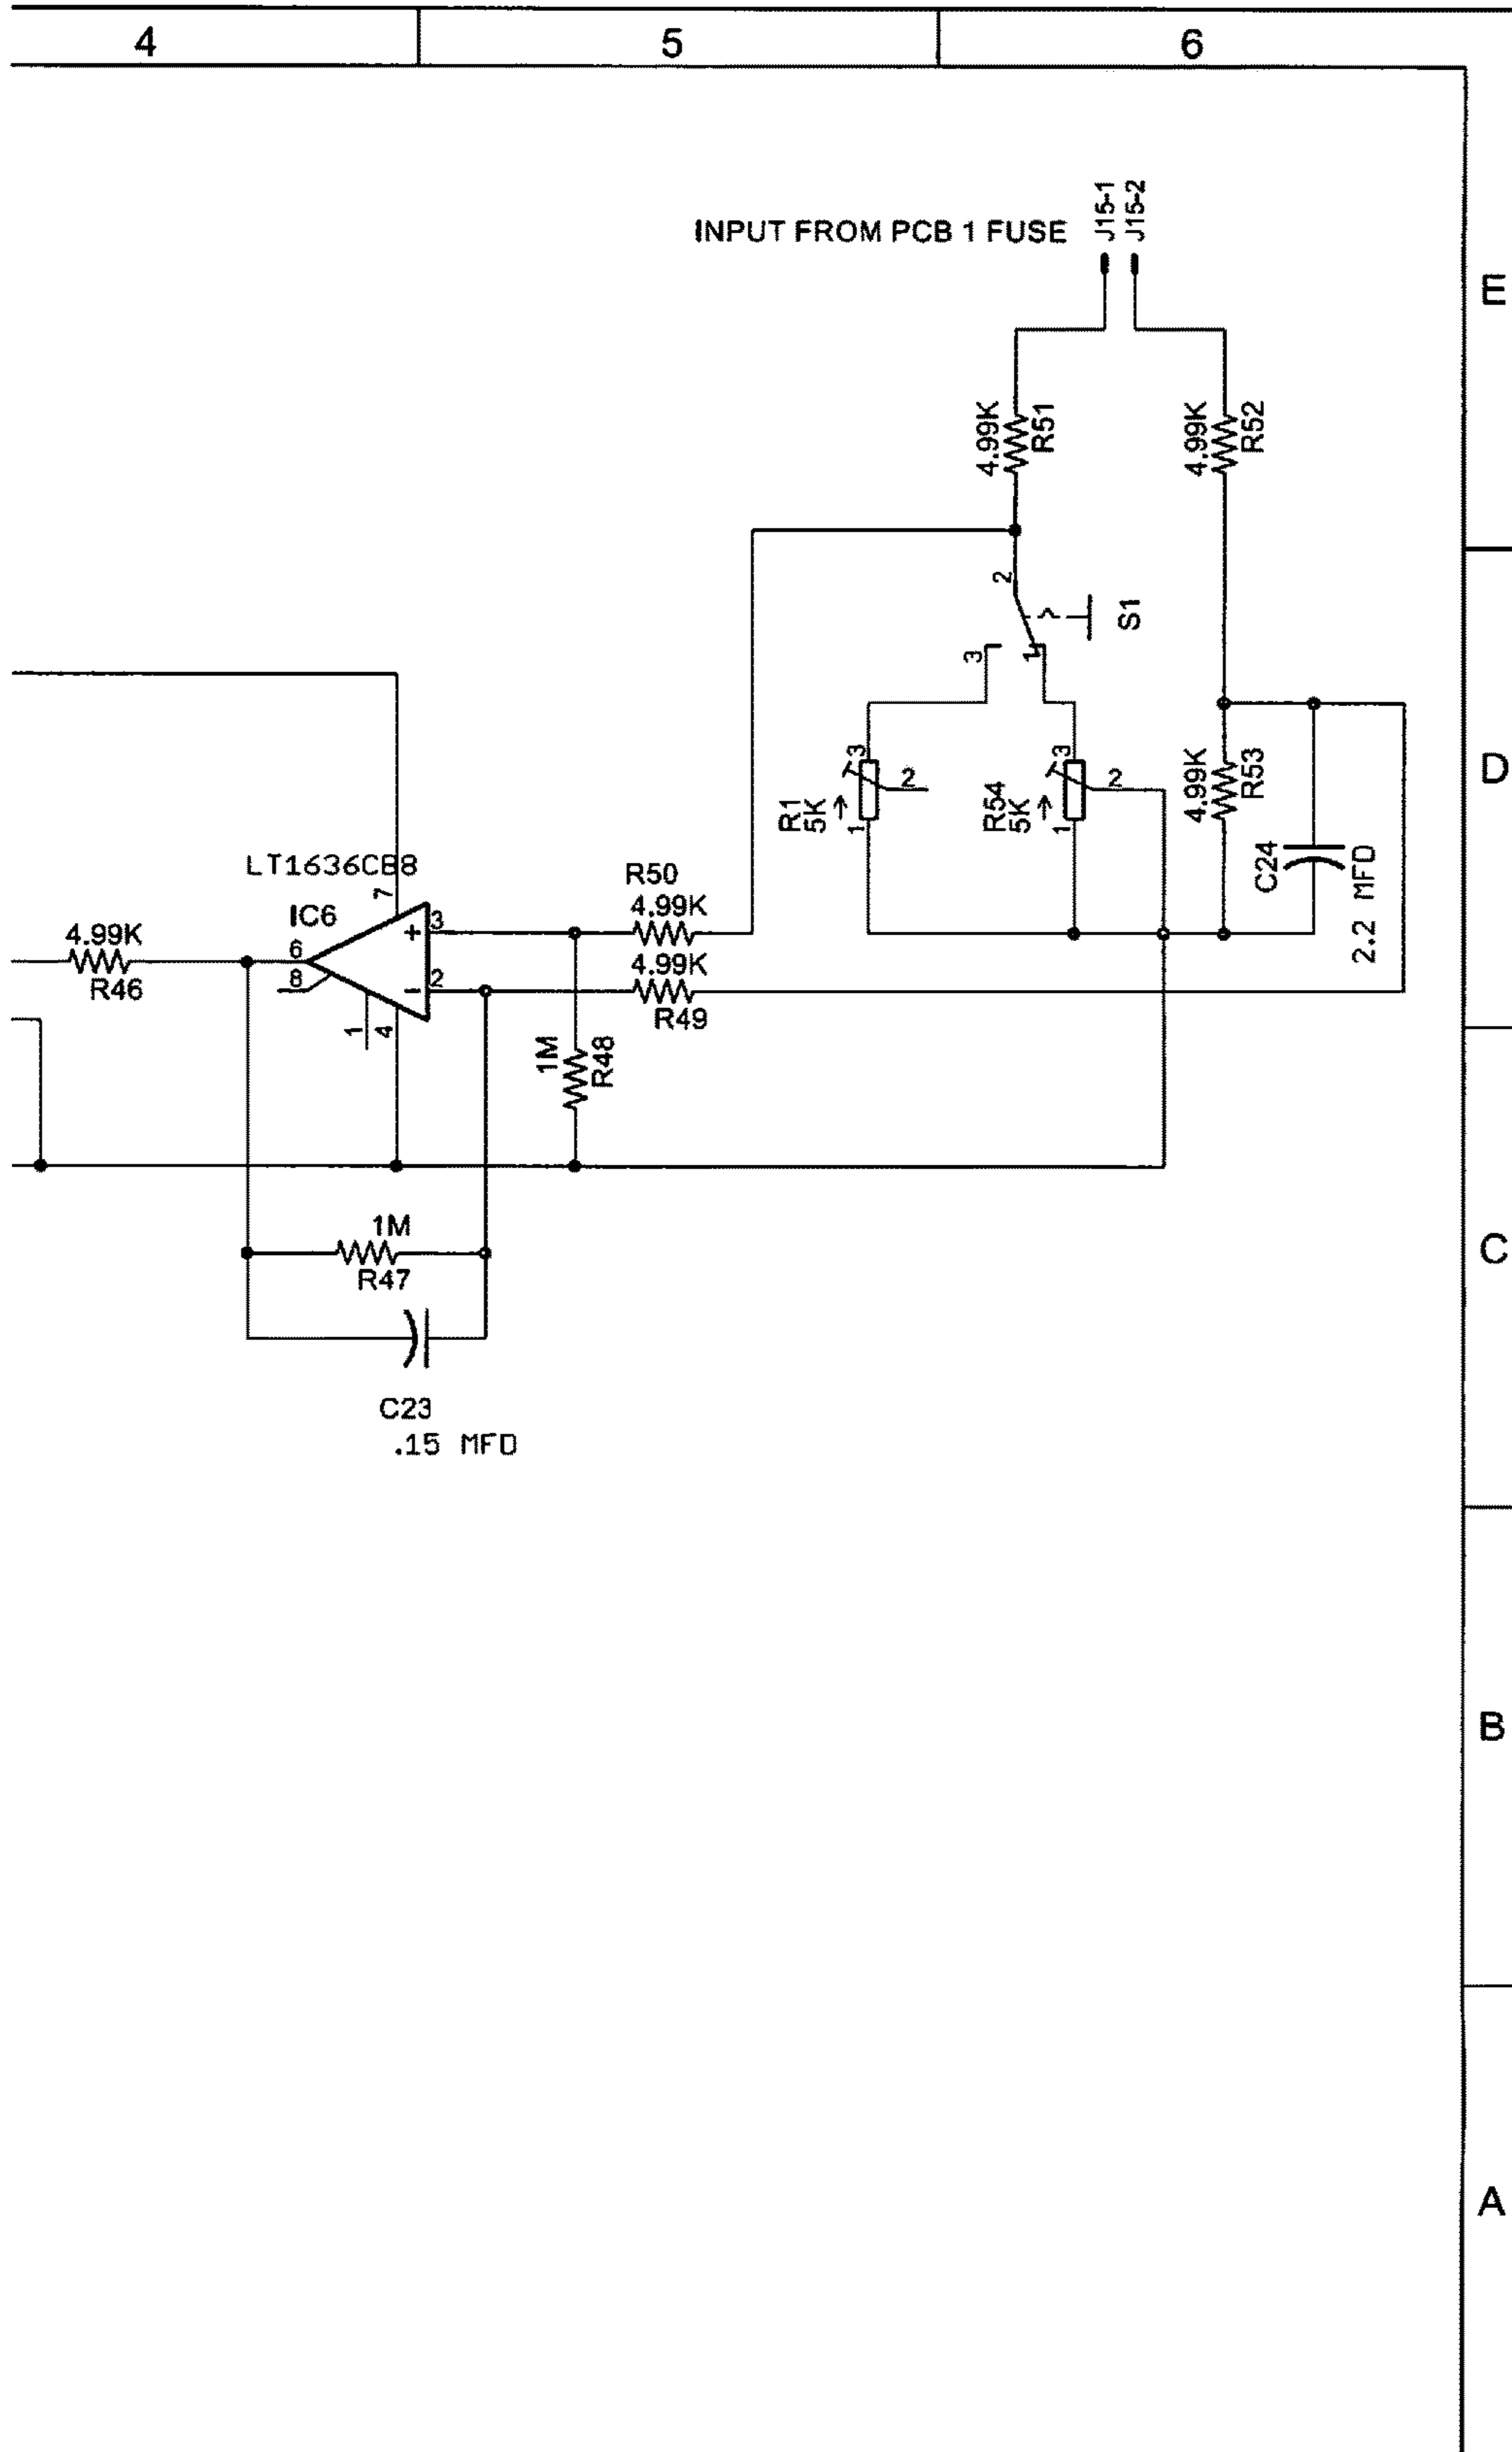 4
5
6
INPUT FROM PCB 1 FUSE
J15-1
J15-2
E
4.99K
R51
4.99K
R52
2
S1
3
1
D
3
2
1
R1
5K
3
2
1
R54
5K
4.99K
R53
C24
2.2 MFD
LT1636CB8
7
IC6
R50
4.99K
3
+
4.99K
R46
6
8
2
-
4.99K
R49
1
4
1M
R48
1M
R47
C
C23
.15 MFD
B
A